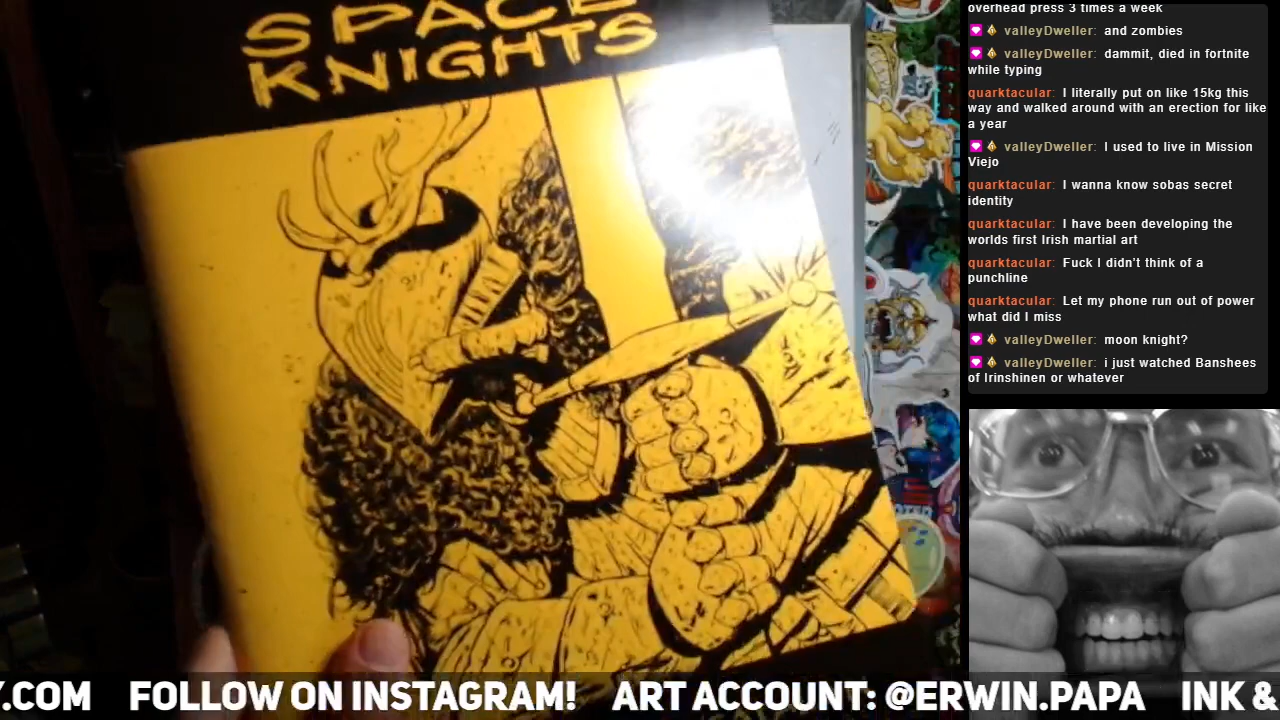 SPACE
KNIGHTS
overhead press 3 times a week
valleyDweller: and zombies
valleyDweller: dammit, died in fortnite
while typing
quarktacular: I literally put on like 15kg this
way and walked around with an erection for like
a year
valleyDweller: I used to live in Mission
Viejo
quarktacular: I wanna know sobas secret
identity
quarktacular: I have been developing the
worlds first Irish martial art
quarktacular: Fuck I didn't think of a
punchline
quarktacular: Let my phone run out of power
what did I miss
valleyDweller: moon knight?
valleyDweller: i just watched Banshees
of Irinshinen or whatever
Y.COM FOLLOW ON INSTAGRAM! ART ACCOUNT: @ERWIN.PAPA INK &